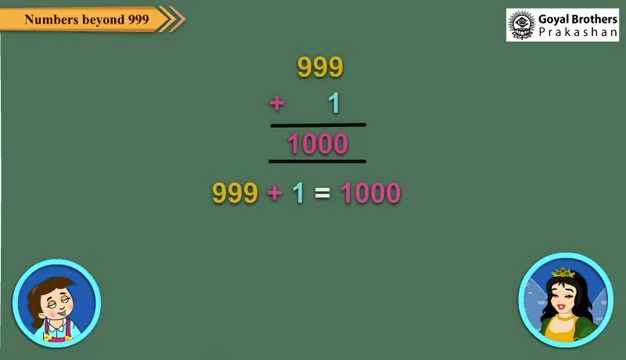 Numbers beyond 999
Goyal Brothers
Prakashan
999
+ 1
1000
999 + 1 = 1000